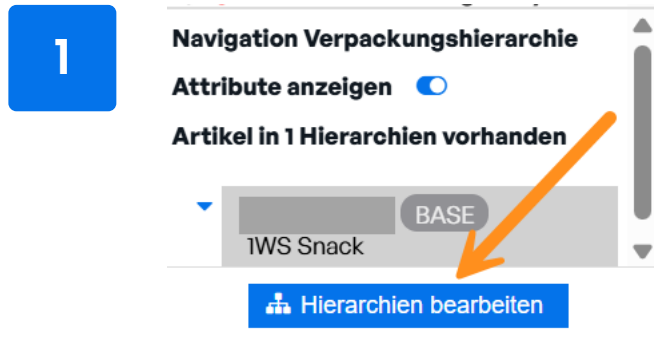 1
Navigation Verpackungshierarchie
Attribute anzeigen
Artikel in 1 Hierarchien vorhanden
BASE
1WS Snack
Hierarchien bearbeiten